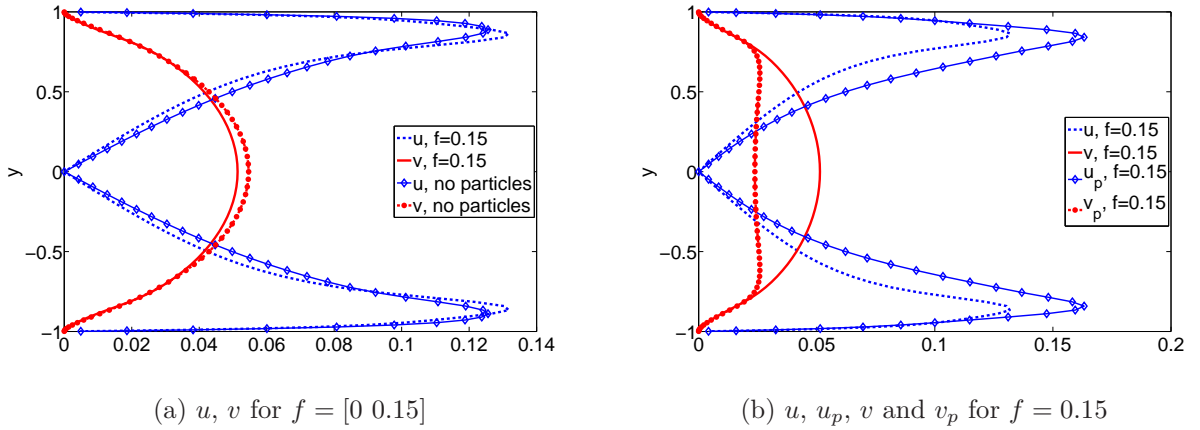 1
0.5
0
−0.5
−1
y
0
0.02
0.04
0.06
0.08
0.1
0.12
0.14
u, f=0.15
v, f=0.15
u, no particles
v, no particles
(a) u, v for f = [0 0.15]
1
0.5
0
−0.5
−1
y
0
0.05
0.1
0.15
0.2
u, f=0.15
v, f=0.15
u_p, f=0.15
v_p, f=0.15
(b) u, u_p, v and v_p for f = 0.15